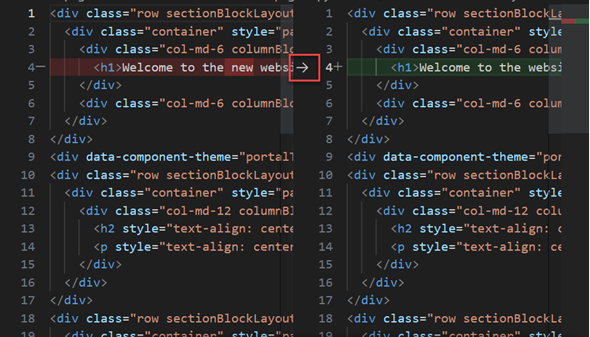 1 <div class="row sectionBlockLayout
2 <div class="container" style="pa
3 <div class="col-md-6 columnBlo
4− <h1>Welcome to the new websi
5 </div>
6 <div class="col-md-6 columnBlo
7 </div>
8 </div>
9 <div data-component-theme="portalT
10 <div class="row sectionBlockLayout
11 <div class="container" style="pa
12 <div class="col-md-12 columnBl
13 <h2 style="text-align: cente
14 <p style="text-align: center
15 </div>
16 </div>
17 </div>
18 <div class="row sectionBlockLayout
19 <div class="container" style="pa
→
1 <div class="row sectionBlockLa
2 <div class="container" style
3 <div class="col-md-6 colum
4+ <h1>Welcome to the websi
5 </div>
6 <div class="col-md-6 colum
7 </div>
8 </div>
9 <div data-component-theme="por
10 <div class="row sectionBlockLa
11 <div class="container" style
12 <div class="col-md-12 colu
13 <h2 style="text-align: c
14 <p style="text-align: ce
15 </div>
16 </div>
17 </div>
18 <div class="row sectionBlockLa
19 <div class="container" style